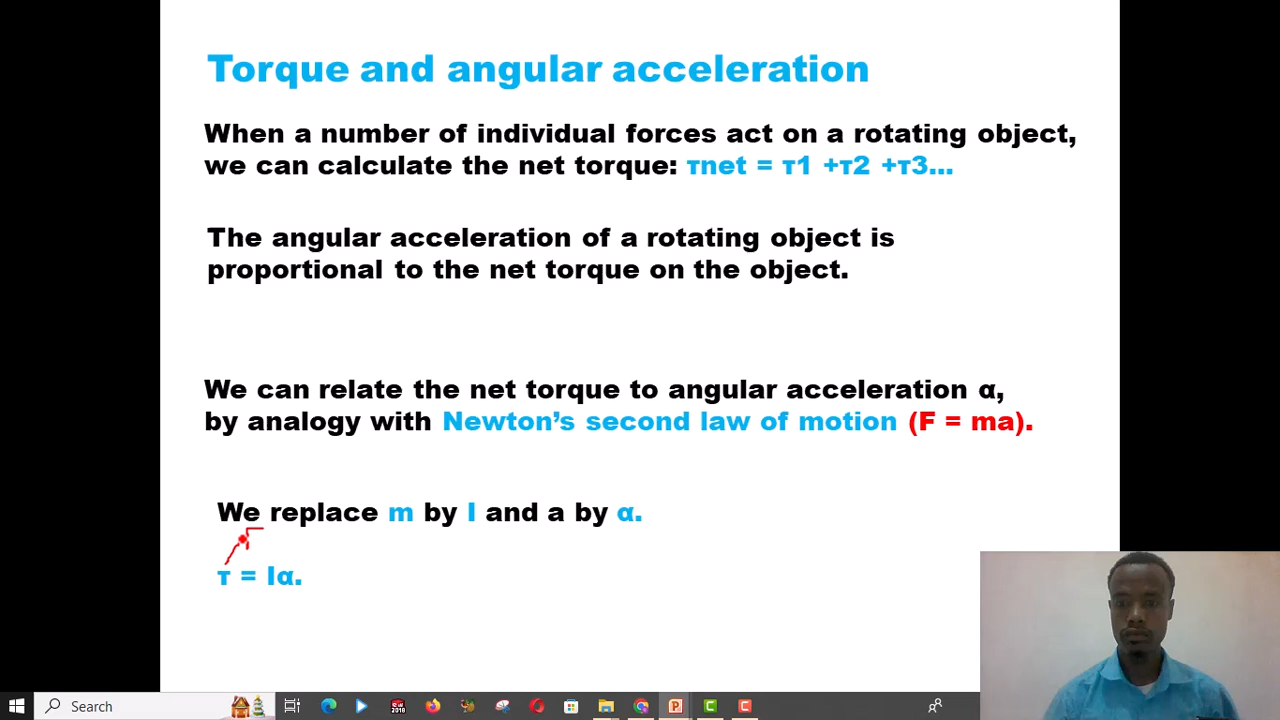 Torque and angular acceleration
When a number of individual forces act on a rotating object,
we can calculate the net torque: τnet = τ1 +τ2 +τ3...
The angular acceleration of a rotating object is
proportional to the net torque on the object.
We can relate the net torque to angular acceleration α,
by analogy with Newton’s second law of motion (F = ma).
We replace m by I and a by α.
τ = Iα.
Search